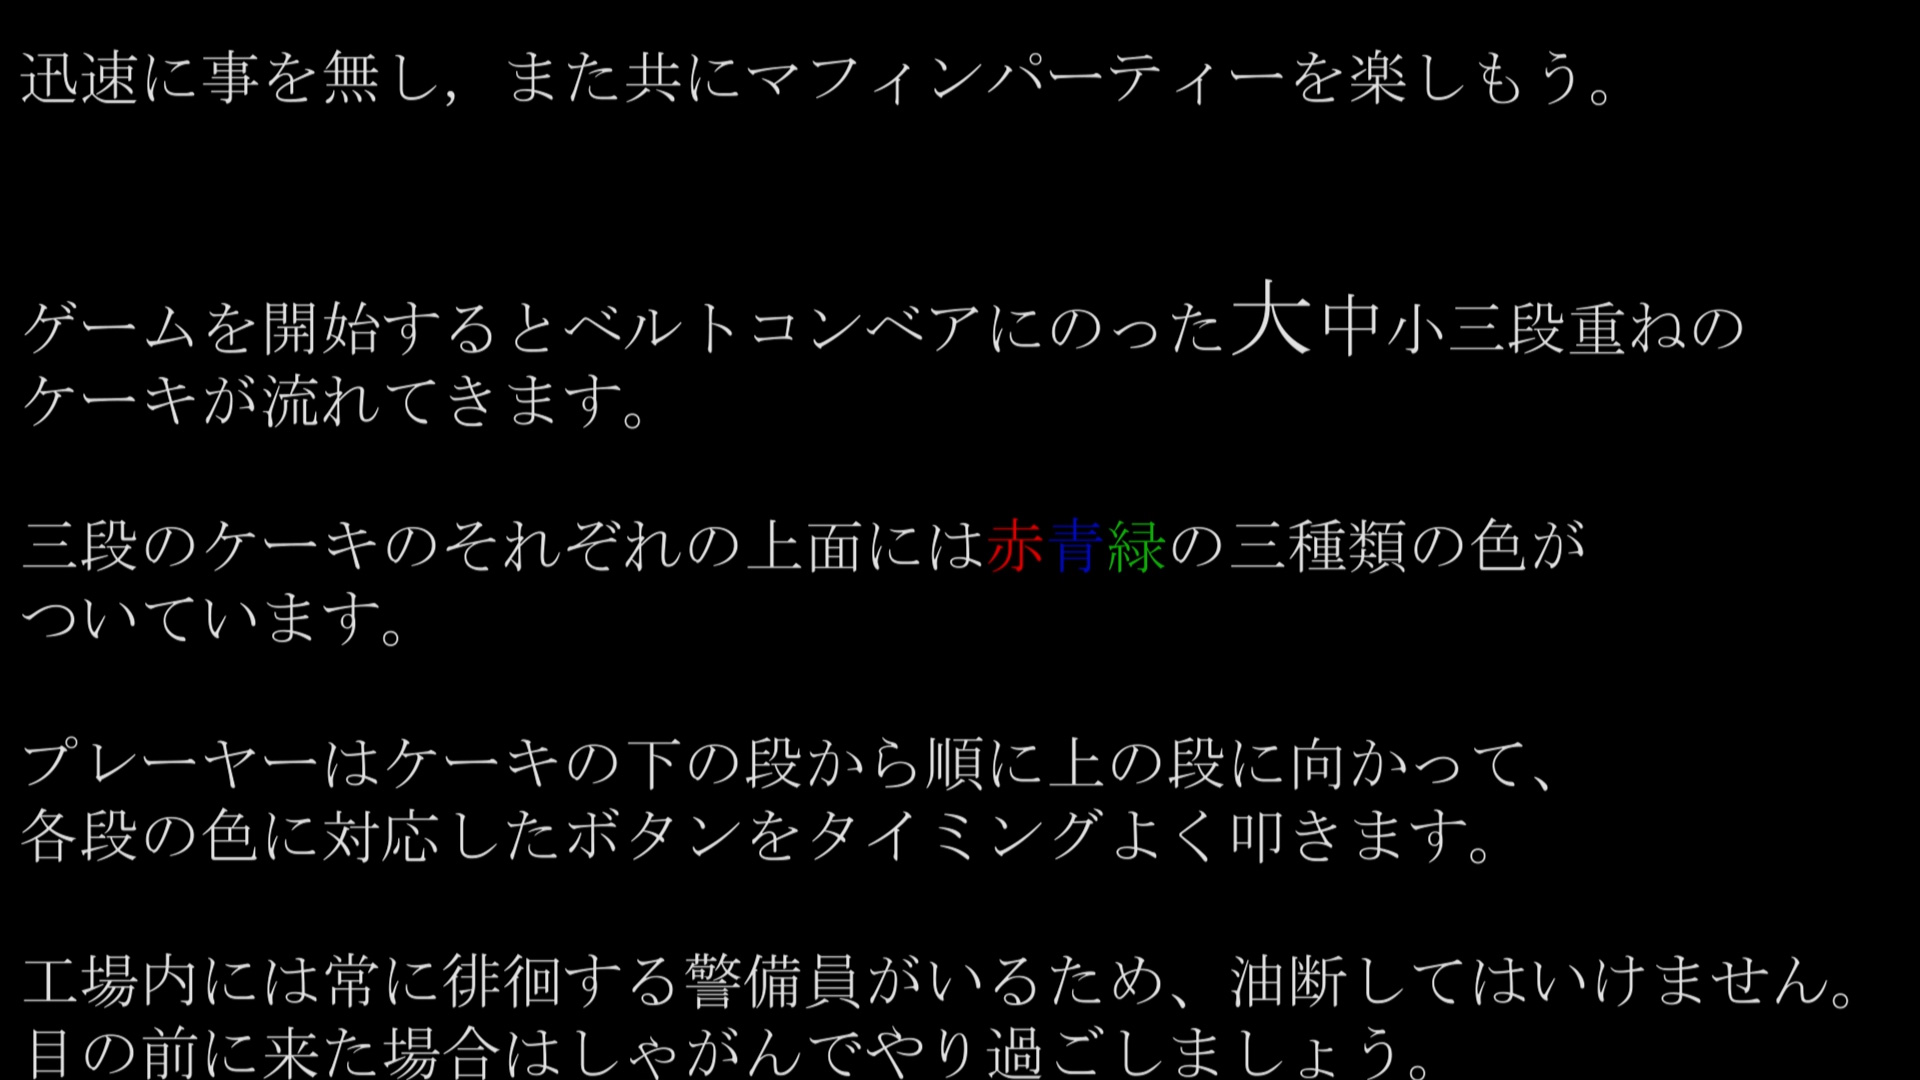 迅速に事を無し，また共にマフィンパーティーを楽しもう。
ゲームを開始するとベルトコンベアにのった大中小三段重ねの
ケーキが流れてきます。
三段のケーキのそれぞれの上面には赤青緑の三種類の色が
ついています。
プレーヤーはケーキの下の段から順に上の段に向かって、
各段の色に対応したボタンをタイミングよく叩きます。
工場内には常に徘徊する警備員がいるため、油断してはいけません。
目の前に来た場合はしゃがんでやり過ごしましょう。